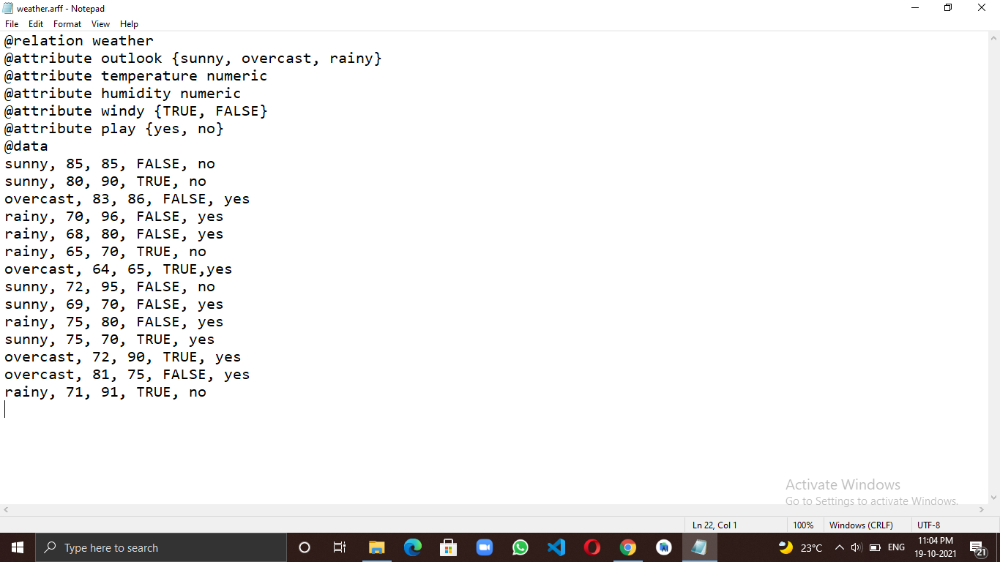 weather.arff - Notepad
File Edit Format View Help
@relation weather
@attribute outlook {sunny, overcast, rainy}
@attribute temperature numeric
@attribute humidity numeric
@attribute windy {TRUE, FALSE}
@attribute play {yes, no}
@data
sunny, 85, 85, FALSE, no
sunny, 80, 90, TRUE, no
overcast, 83, 86, FALSE, yes
rainy, 70, 96, FALSE, yes
rainy, 68, 80, FALSE, yes
rainy, 65, 70, TRUE, no
overcast, 64, 65, TRUE,yes
sunny, 72, 95, FALSE, no
sunny, 69, 70, FALSE, yes
rainy, 75, 80, FALSE, yes
sunny, 75, 70, TRUE, yes
overcast, 72, 90, TRUE, yes
overcast, 81, 75, FALSE, yes
rainy, 71, 91, TRUE, no
Activate Windows
Go to Settings to activate Windows.
Ln 22, Col 1 100% Windows (CRLF) UTF-8
Type here to search
23°C ENG
11:04 PM
19-10-2021
21